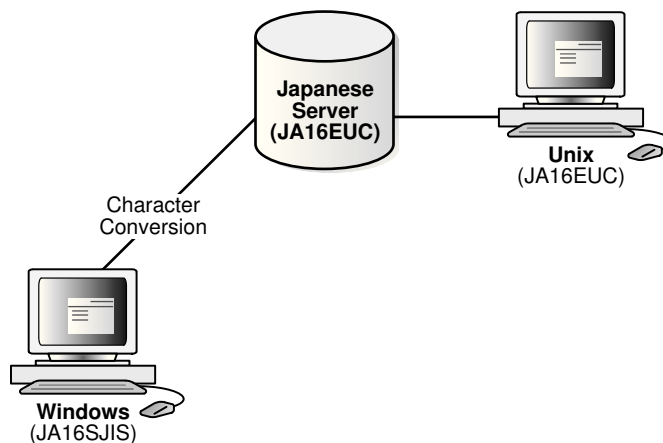 Japanese
Server
(JA16EUC)
Unix
(JA16EUC)
Character
Conversion
Windows
(JA16SJIS)